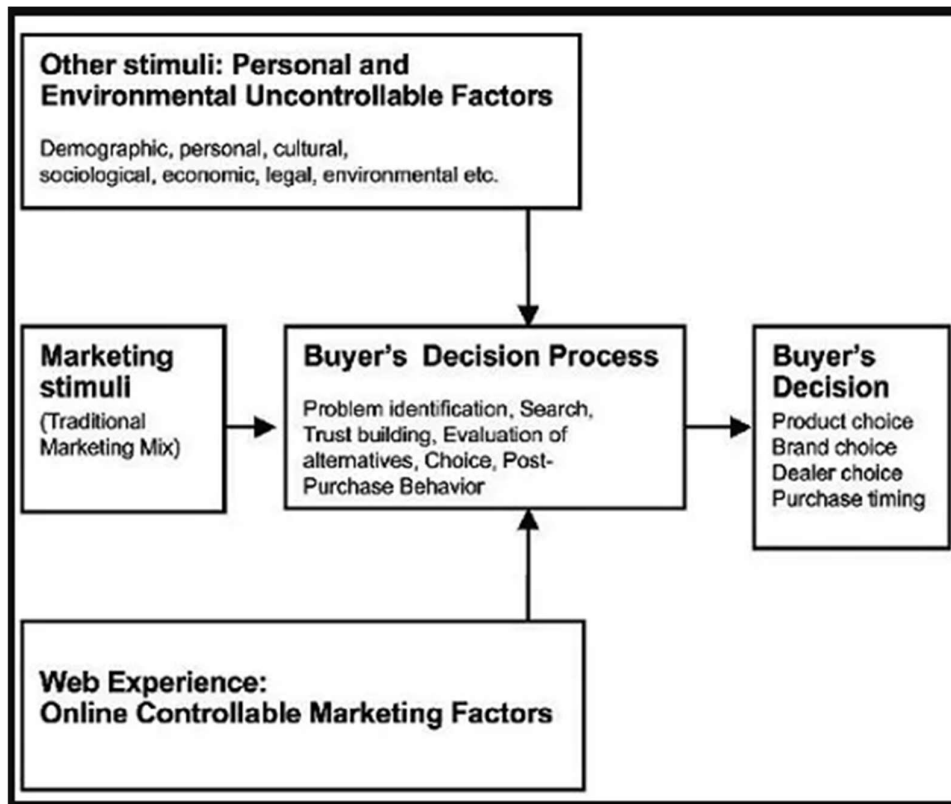 Other stimuli: Personal and
Environmental Uncontrollable Factors
Demographic, personal, cultural,
sociological, economic, legal, environmental etc.
Marketing
stimuli
(Traditional
Marketing Mix)
Buyer's Decision Process
Problem identification, Search,
Trust building, Evaluation of
alternatives, Choice, Post-
Purchase Behavior
Buyer's
Decision
Product choice
Brand choice
Dealer choice
Purchase timing
Web Experience:
Online Controllable Marketing Factors